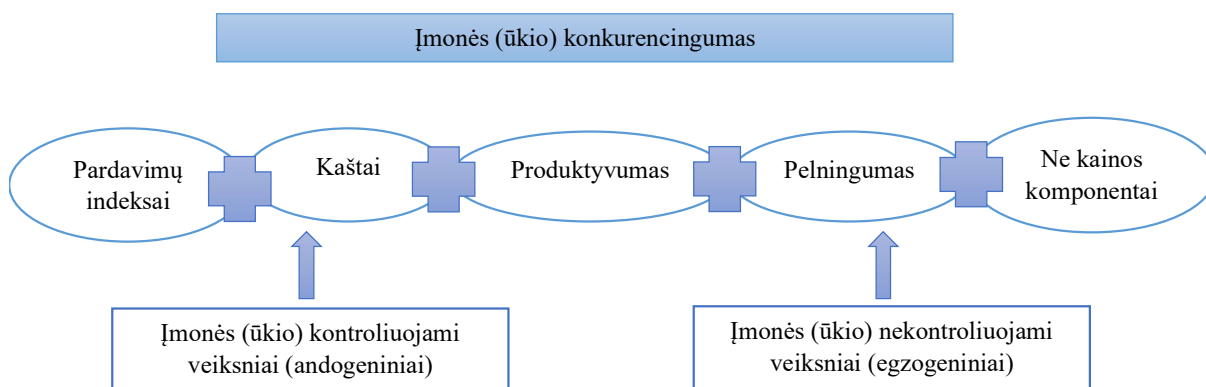 Įmonės (ūkio) konkurencingumas
Pardavimų
indeksai
Kaštai
Produktyvumas
Pelningumas
Ne kainos
komponentai
Įmonės (ūkio) kontroliuojami
veiksniai (andogeniniai)
Įmonės (ūkio) nekontroliuojami
veiksniai (egzogeniniai)